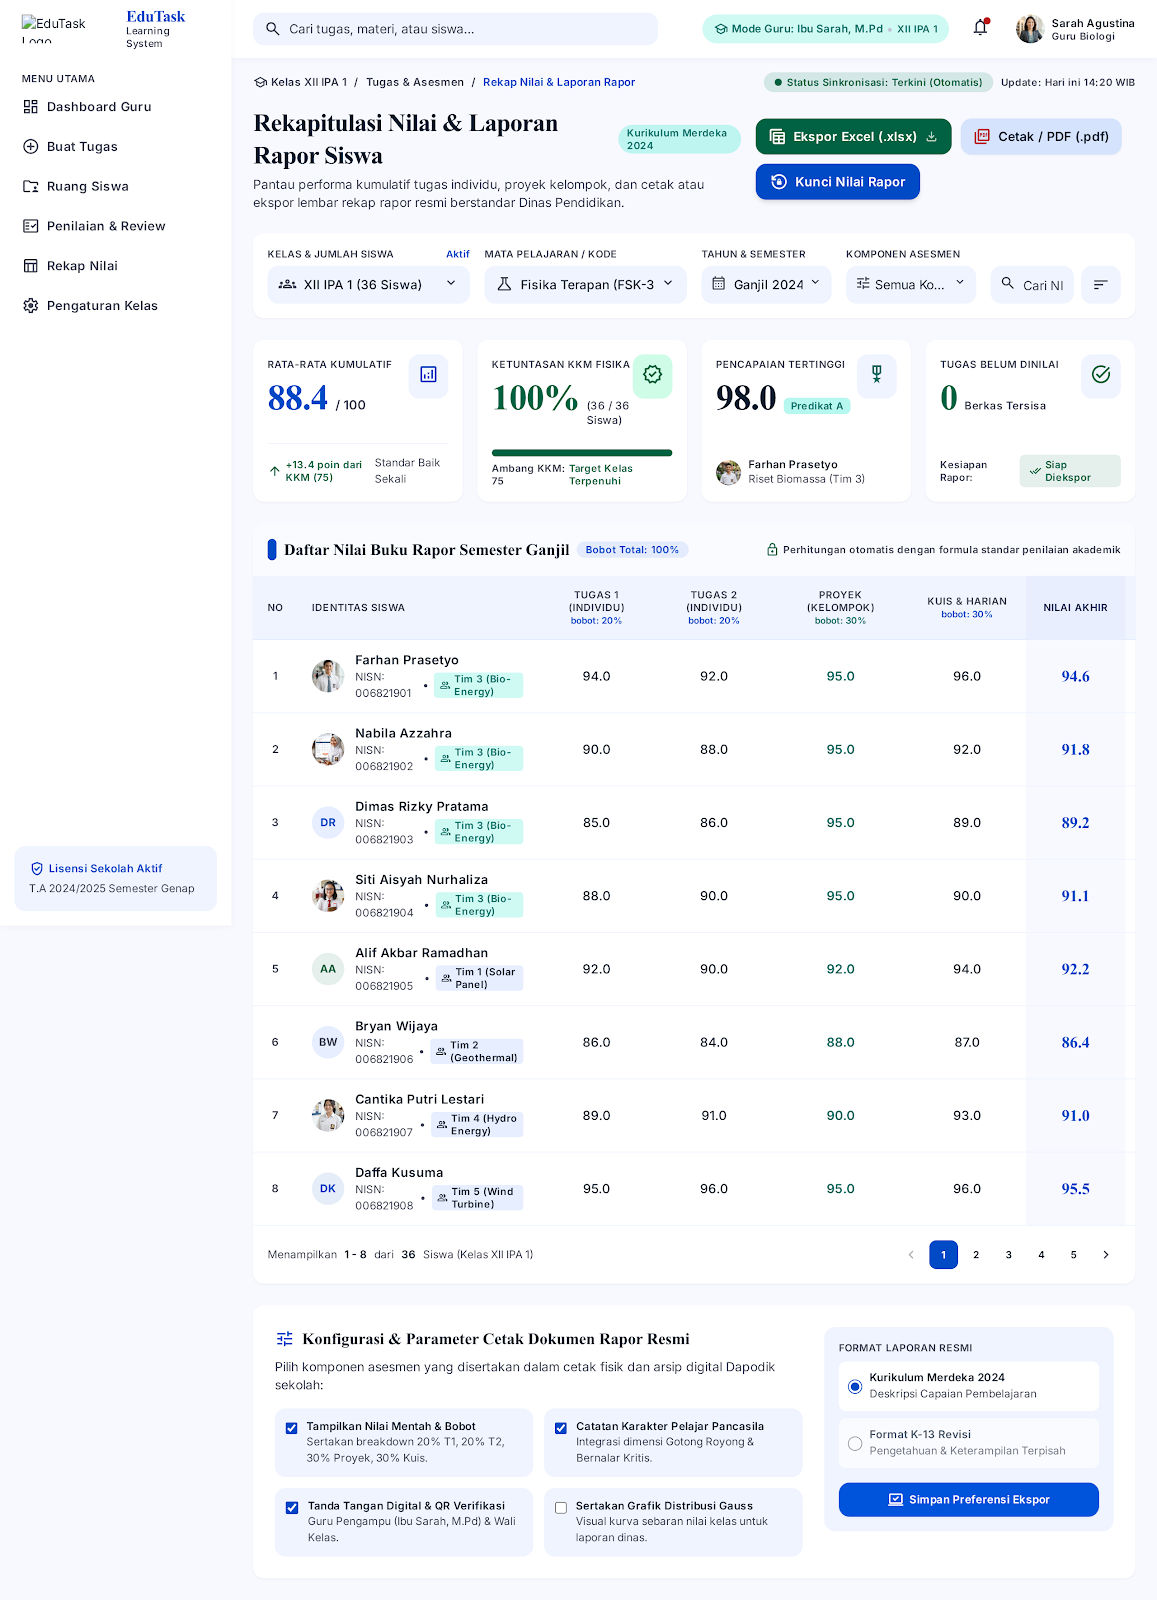 EduTask Logo
EduTask
Learning System
MENU UTAMA
Dashboard Guru
Buat Tugas
Ruang Siswa
Penilaian & Review
Rekap Nilai
Pengaturan Kelas
Lisensi Sekolah Aktif
T.A 2024/2025 Semester Genap
Cari tugas, materi, atau siswa...
Mode Guru: Ibu Sarah, M.Pd • XII IPA 1
Sarah Agustina
Guru Biologi
Kelas XII IPA 1 / Tugas & Asesmen / Rekap Nilai & Laporan Rapor
Status Sinkronisasi: Terkini (Otomatis)
Update: Hari ini 14:20 WIB
Rekapitulasi Nilai & Laporan
Rapor Siswa
Kurikulum Merdeka
2024
Pantau performa kumulatif tugas individu, proyek kelompok, dan cetak atau
ekspor lembar rekap rapor resmi berstandar Dinas Pendidikan.
Ekspor Excel (.xlsx)
Cetak / PDF (.pdf)
Kunci Nilai Rapor
KELAS & JUMLAH SISWA Aktif
XII IPA 1 (36 Siswa)
MATA PELAJARAN / KODE
Fisika Terapan (FSK-3
TAHUN & SEMESTER
Ganjil 2024
KOMPONEN ASESMEN
Semua Ko...
Cari NI
RATA-RATA KUMULATIF
88.4 / 100
+13.4 poin dari
KKM (75)
Standar Baik
Sekali
KETUNTASAN KKM FISIKA
100% (36 / 36
Siswa)
Ambang KKM:
75
Target Kelas
Terpenuhi
PENCAPAIAN TERTINGGI
98.0 Predikat A
Farhan Prasetyo
Riset Biomassa (Tim 3)
TUGAS BELUM DINILAI
0 Berkas Tersisa
Kesiapan
Rapor:
Siap
Diekspor
Daftar Nilai Buku Rapor Semester Ganjil
Bobot Total: 100%
Perhitungan otomatis dengan formula standar penilaian akademik
NO
IDENTITAS SISWA
TUGAS 1
(INDIVIDU)
bobot: 20%
TUGAS 2
(INDIVIDU)
bobot: 20%
PROYEK
(KELOMPOK)
bobot: 30%
KUIS & HARIAN
bobot: 30%
NILAI AKHIR
1
Farhan Prasetyo
NISN:
006821901
• Tim 3 (Bio-
Energy)
94.0 92.0 95.0 96.0 94.6
2
Nabila Azzahra
NISN:
006821902
• Tim 3 (Bio-
Energy)
90.0 88.0 95.0 92.0 91.8
3
DR
Dimas Rizky Pratama
NISN:
006821903
• Tim 3 (Bio-
Energy)
85.0 86.0 95.0 89.0 89.2
4
Siti Aisyah Nurhaliza
NISN:
006821904
• Tim 3 (Bio-
Energy)
88.0 90.0 95.0 90.0 91.1
5
AA
Alif Akbar Ramadhan
NISN:
006821905
• Tim 1 (Solar
Panel)
92.0 90.0 92.0 94.0 92.2
6
BW
Bryan Wijaya
NISN:
006821906
• Tim 2
(Geothermal)
86.0 84.0 88.0 87.0 86.4
7
Cantika Putri Lestari
NISN:
006821907
• Tim 4 (Hydro
Energy)
89.0 91.0 90.0 93.0 91.0
8
DK
Daffa Kusuma
NISN:
006821908
• Tim 5 (Wind
Turbine)
95.0 96.0 95.0 96.0 95.5
Menampilkan 1 - 8 dari 36 Siswa (Kelas XII IPA 1)
1 2 3 4 5
Konfigurasi & Parameter Cetak Dokumen Rapor Resmi
Pilih komponen asesmen yang disertakan dalam cetak fisik dan arsip digital Dapodik
sekolah:
Tampilkan Nilai Mentah & Bobot
Sertakan breakdown 20% T1, 20% T2,
30% Proyek, 30% Kuis.
Catatan Karakter Pelajar Pancasila
Integrasi dimensi Gotong Royong &
Bernalar Kritis.
Tanda Tangan Digital & QR Verifikasi
Guru Pengampu (Ibu Sarah, M.Pd) & Wali
Kelas.
Sertakan Grafik Distribusi Gauss
Visual kurva sebaran nilai kelas untuk
laporan dinas.
FORMAT LAPORAN RESMI
Kurikulum Merdeka 2024
Deskripsi Capaian Pembelajaran
Format K-13 Revisi
Pengetahuan & Keterampilan Terpisah
Simpan Preferensi Ekspor